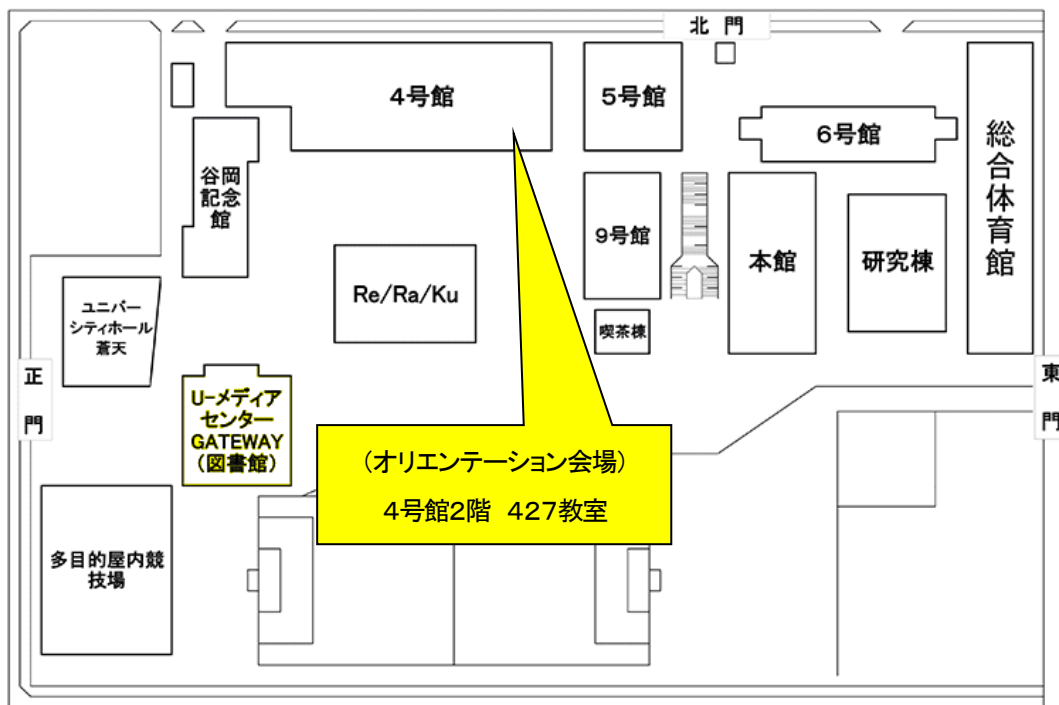 北 門
4号館
5号館
6号館
総合体育館
谷岡
記念
館
9号館
本館
研究棟
Re/Ra/Ku
ユニバー
シティホール
蒼天
喫茶棟
正
門
東
門
U-メディア
センター
GATEWAY
(図書館)
(オリエンテーション会場)
4号館2階 427教室
多目的屋内競
技場